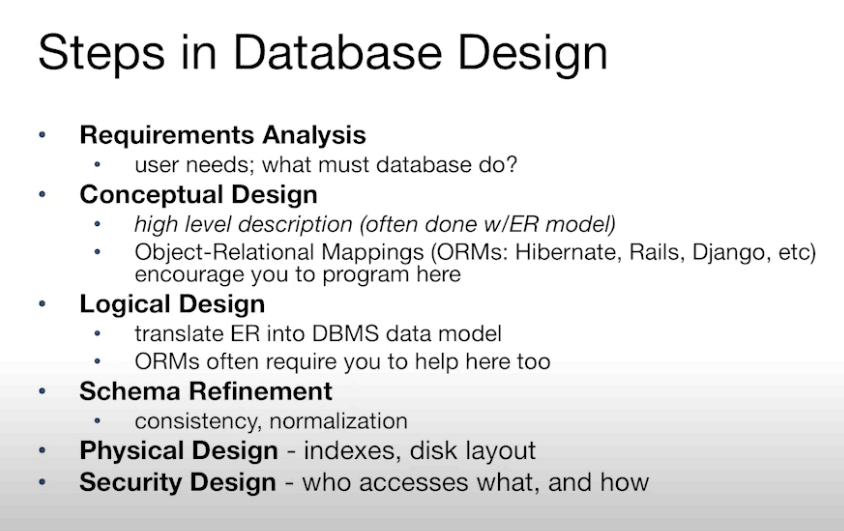 Steps in Database Design
• Requirements Analysis
• user needs; what must database do?
• Conceptual Design
• high level description (often done w/ER model)
• Object-Relational Mappings (ORMs: Hibernate, Rails, Django, etc)
encourage you to program here
• Logical Design
• translate ER into DBMS data model
• ORMs often require you to help here too
• Schema Refinement
• consistency, normalization
• Physical Design - indexes, disk layout
• Security Design - who accesses what, and how